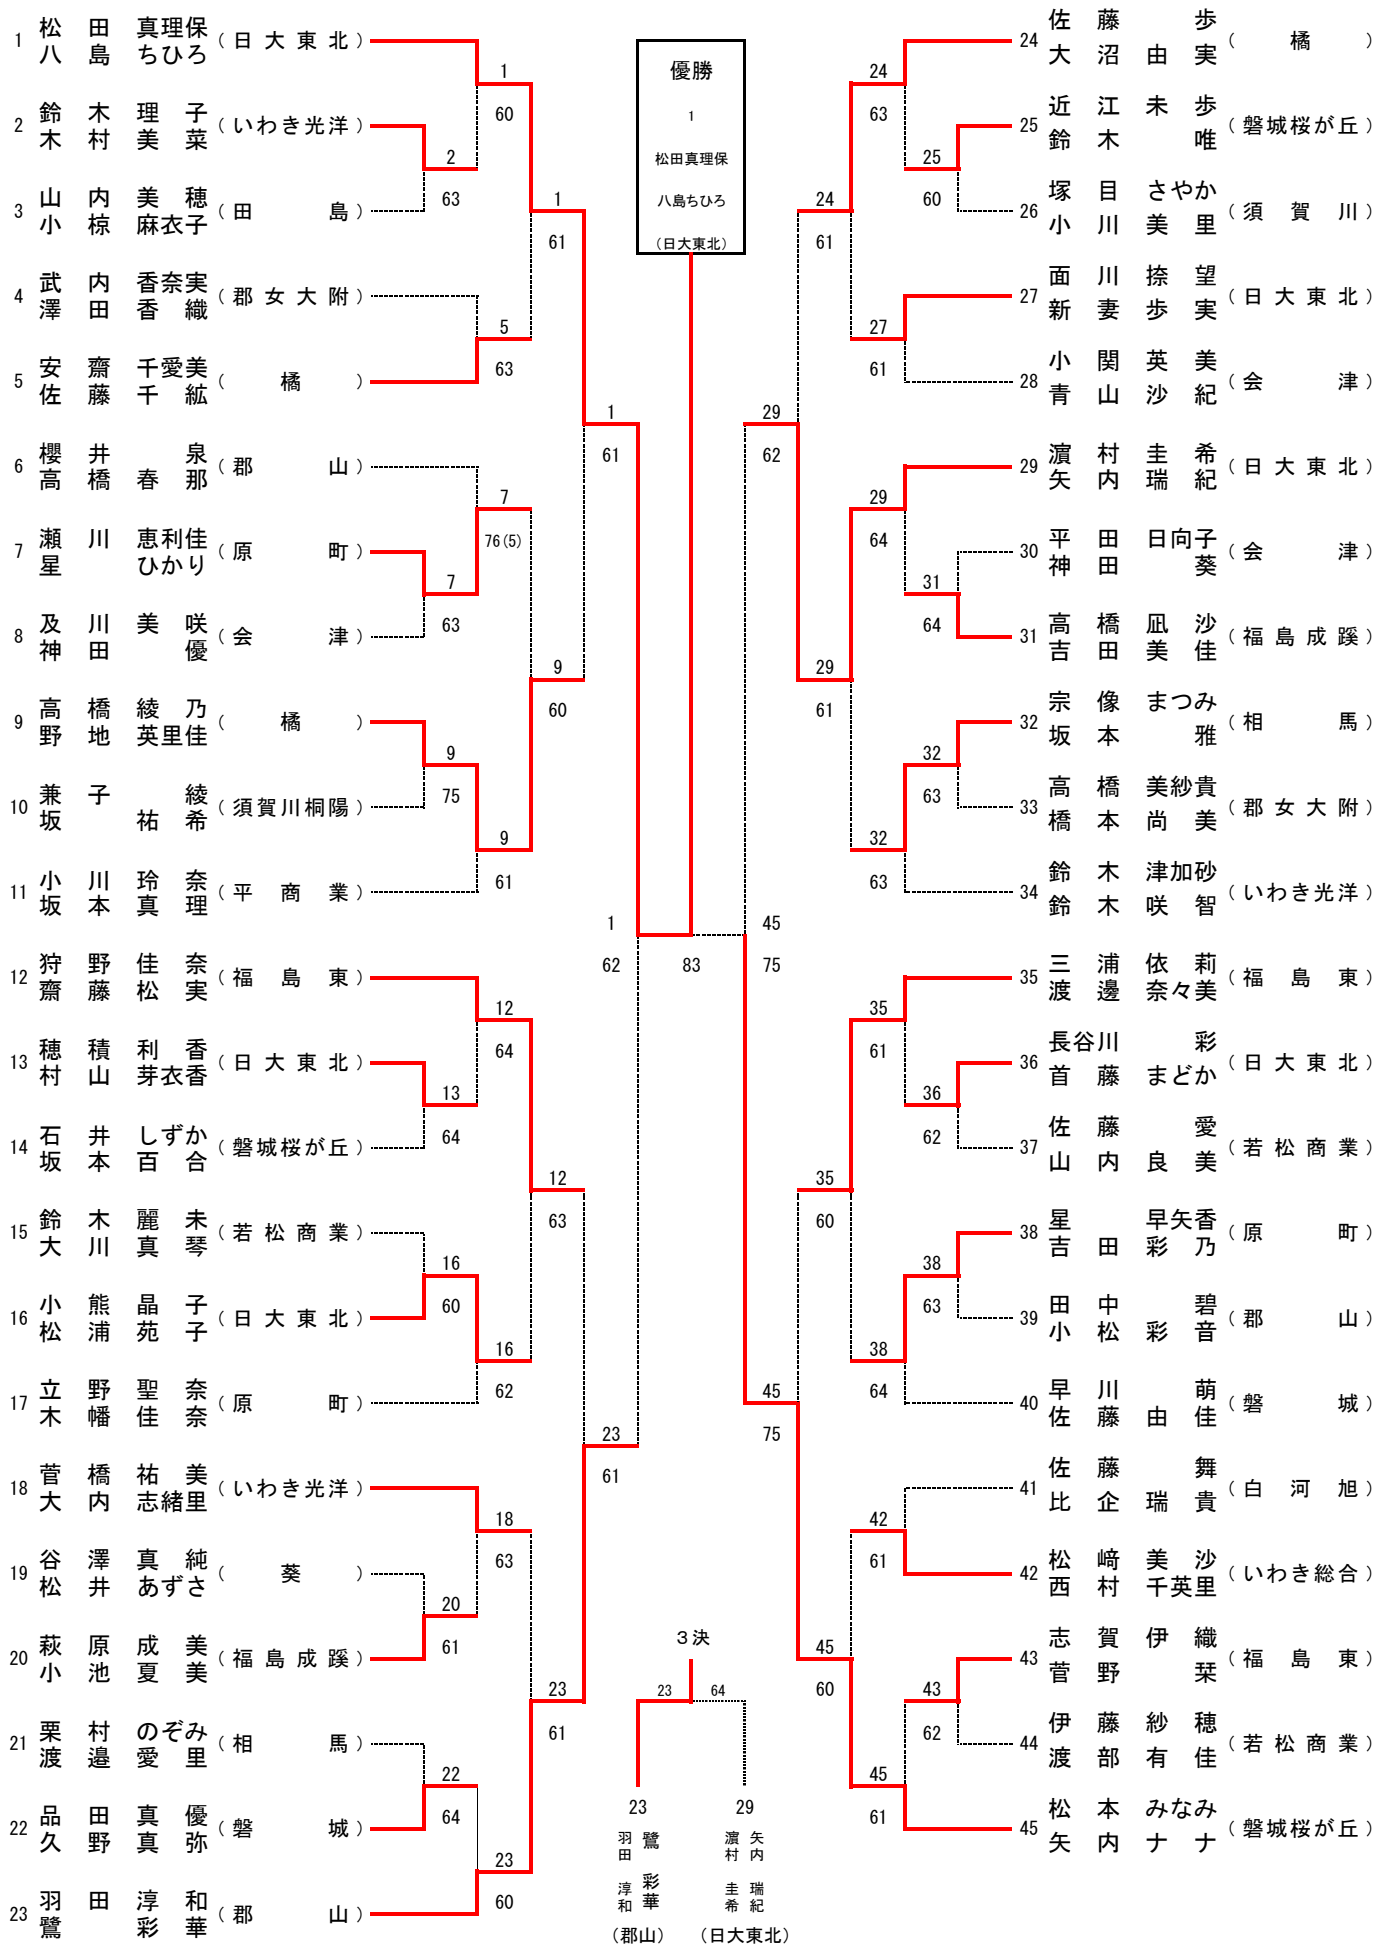 1 松田 真理保 (日大東北)
八島 ちひろ
2 鈴木 理子 (いわき光洋)
木村 美菜
3 山内 美穂 (田島)
小椋 麻衣子
4 武内 香奈実 (郡女大附)
澤田 香織
5 安齋 千愛美 (橘)
佐藤 千紘
6 櫻井 泉 (郡山)
高橋 春那
7 瀬川 恵利佳 (原町)
星 ひかり
8 及川 美咲 (会津)
神田 優
9 高橋 綾乃 (橘)
野地 英里佳
10 兼子 綾 (須賀川桐陽)
坂 祐希
11 小川 玲奈 (平商業)
坂本 真理
12 狩野 佳奈 (福島東)
齋藤 松実
13 穂積 利香 (日大東北)
村山 芽衣香
14 石井 しずか (磐城桜が丘)
坂本 百合
15 鈴木 麗未 (若松商業)
大川 真琴
16 小熊 晶子 (日大東北)
松浦 苑子
17 立野 聖奈 (原町)
木幡 佳奈
18 菅橋 祐美 (いわき光洋)
大内 志緒里
19 谷澤 真純 (葵)
松井 あずさ
20 萩原 成美 (福島成蹊)
小池 夏美
21 栗村 のぞみ (相馬)
渡邉 愛里
22 品田 真優 (磐城)
久野 真弥
23 羽田 淳和 (郡山)
鷺 彩華
2
63
7
63
9
75
13
64
16
60
20
61
22
64
1
60
5
63
7
76(5)
9
61
12
64
16
62
18
63
23
60
1
61
9
60
12
63
23
61
1
61
23
61
1
62
優勝
1
松田真理保
八島ちひろ
(日大東北)
83
45
75
29
62
45
75
24
61
29
61
35
60
45
60
24
63
27
61
29
64
32
63
35
61
38
64
42
61
45
61
25
60
31
64
32
63
36
62
38
63
43
62
24 佐藤 歩 (橘)
大沼 由実
25 近江 未歩 (磐城桜が丘)
鈴木 唯
26 塚目 さやか (須賀川)
小川 美里
27 面川 捺望 (日大東北)
新妻 歩実
28 小関 英美 (会津)
青山 沙紀
29 濵村 圭希 (日大東北)
矢内 瑞紀
30 平田 日向子 (会津)
神田 葵
31 高橋 凪沙 (福島成蹊)
吉田 美佳
32 宗像 まつみ (相馬)
坂本 雅
33 高橋 美紗貴 (郡女大附)
橋本 尚美
34 鈴木 津加砂 (いわき光洋)
鈴木 咲智
35 三浦 依莉 (福島東)
渡邊 奈々美
36 長谷川 彩 (日大東北)
首藤 まどか
37 佐藤 愛 (若松商業)
山内 良美
38 星 早矢香 (原町)
吉田 彩乃
39 田中 碧 (郡山)
小松 彩音
40 早川 萌 (磐城)
佐藤 由佳
41 佐藤 舞 (白河旭)
比企 瑞貴
42 松﨑 美沙 (いわき総合)
西村 千英里
43 志賀 伊織 (福島東)
菅野 栞
44 伊藤 紗穂 (若松商業)
渡部 有佳
45 松本 みなみ (磐城桜が丘)
矢内 ナナ
3決
23 64
23 29
羽田 淳和
鷺 彩華
(郡山)
濵村 圭希
矢内 瑞紀
(日大東北)